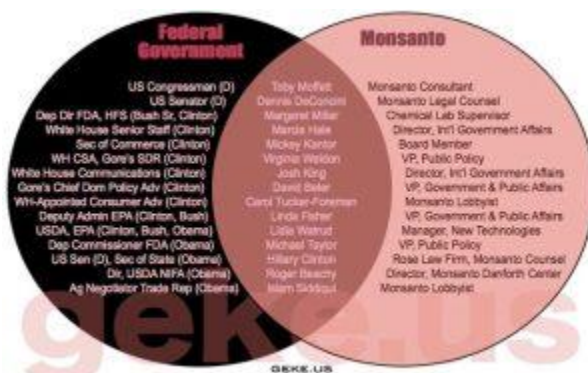 Federal Government
Monsanto
US Congressman (D) Toby Moffett Monsanto Consultant
US Senator (D) Dennis DeConcini Monsanto Legal Counsel
Dep Dir FDA, HFS (Bush Sr, Clinton) Margaret Miller Chemical Lab Supervisor
White House Senior Staff (Clinton) Marcia Hale Director, Int'l Government Affairs
Sec of Commerce (Clinton) Mickey Kantor Board Member
WH CSA, Gore's SDR (Clinton) Virginia Weldon VP, Public Policy
White House Communications (Clinton) Josh King Director, Int'l Government Affairs
Gore's Chief Dom Policy Adv (Clinton) David Beler VP, Government & Public Affairs
WH-Appointed Consumer Adv (Clinton) Carol Tucker-Foreman Monsanto Lobbyist
Deputy Admin EPA (Clinton, Bush) Linda Fisher VP, Government & Public Affairs
USDA, EPA (Clinton, Bush, Obama) Lidia Watrud Manager, New Technologies
Dep Commissioner FDA (Obama) Michael Taylor VP, Public Policy
US Sen (D), Sec of State (Obama) Hillary Clinton Rose Law Firm, Monsanto Counsel
Dir, USDA NIFA (Obama) Roger Beachy Director, Monsanto Danforth Center
Ag Negotiator Trade Rep (Obama) Islam Siddiqui Monsanto Lobbyist
geke.us
GEKE.US